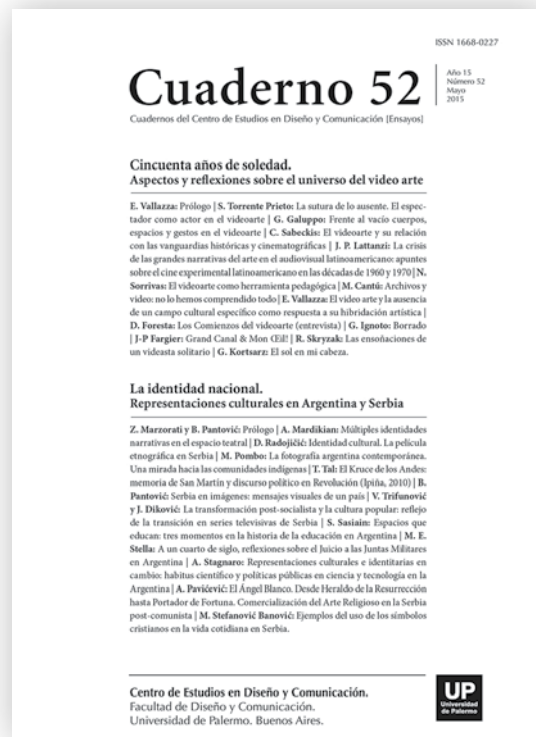 ISSN 1668-0227
Cuaderno 52
Año 15
Número 52
Mayo
2015
Cuadernos del Centro de Estudios en Diseño y Comunicación [Ensayos]
Cincuenta años de soledad.
Aspectos y reflexiones sobre el universo del video arte
E. Vallazza: Prólogo | S. Torrente Prieto: La sutura de lo ausente. El espec-
tador como actor en el videoarte | G. Galuppo: Frente al vacío cuerpos,
espacios y gestos en el videoarte | C. Sabeckis: El videoarte y su relación
con las vanguardias históricas y cinematográficas | J. P. Lattanzi: La crisis
de las grandes narrativas del arte en el audiovisual latinoamericano: apuntes
sobre el cine experimental latinoamericano en las décadas de 1960 y 1970 | N.
Sorrivas: El videoarte como herramienta pedagógica | M. Cantú: Archivos y
video: no lo hemos comprendido todo | E. Vallazza: El video arte y la ausencia
de un campo cultural específico como respuesta a su hibridación artística |
D. Foresta: Los Comienzos del videoarte (entrevista) | G. Ignoto: Borrado
| J-P Fargier: Grand Canal & Mon Œil! | R. Skryzak: Las ensoñaciones de
un videasta solitario | G. Kortsarz: El sol en mi cabeza.
La identidad nacional.
Representaciones culturales en Argentina y Serbia
Z. Marzorati y B. Pantović: Prólogo | A. Mardikian: Múltiples identidades
narrativas en el espacio teatral | D. Radojičić: Identidad cultural. La película
etnográfica en Serbia | M. Pombo: La fotografía argentina contemporánea.
Una mirada hacia las comunidades indígenas | T. Tal: El Kruce de los Andes:
memoria de San Martín y discurso político en Revolución (Ipiña, 2010) | B.
Pantović: Serbia en imágenes: mensajes visuales de un país | V. Trifunović
y J. Diković: La transformación post-socialista y la cultura popular: reflejo
de la transición en series televisivas de Serbia | S. Sasiain: Espacios que
educan: tres momentos en la historia de la educación en Argentina | M. E.
Stella: A un cuarto de siglo, reflexiones sobre el Juicio a las Juntas Militares
en Argentina | A. Stagnaro: Representaciones culturales e identitarias en
cambio: habitus científico y políticas públicas en ciencia y tecnología en la
Argentina | A. Pavićević: El Ángel Blanco. Desde Heraldo de la Resurrección
hasta Portador de Fortuna. Comercialización del Arte Religioso en la Serbia
post-comunista | M. Stefanović Banović: Ejemplos del uso de los símbolos
cristianos en la vida cotidiana en Serbia.
Centro de Estudios en Diseño y Comunicación.
Facultad de Diseño y Comunicación.
Universidad de Palermo. Buenos Aires.
UP
Universidad
de Palermo